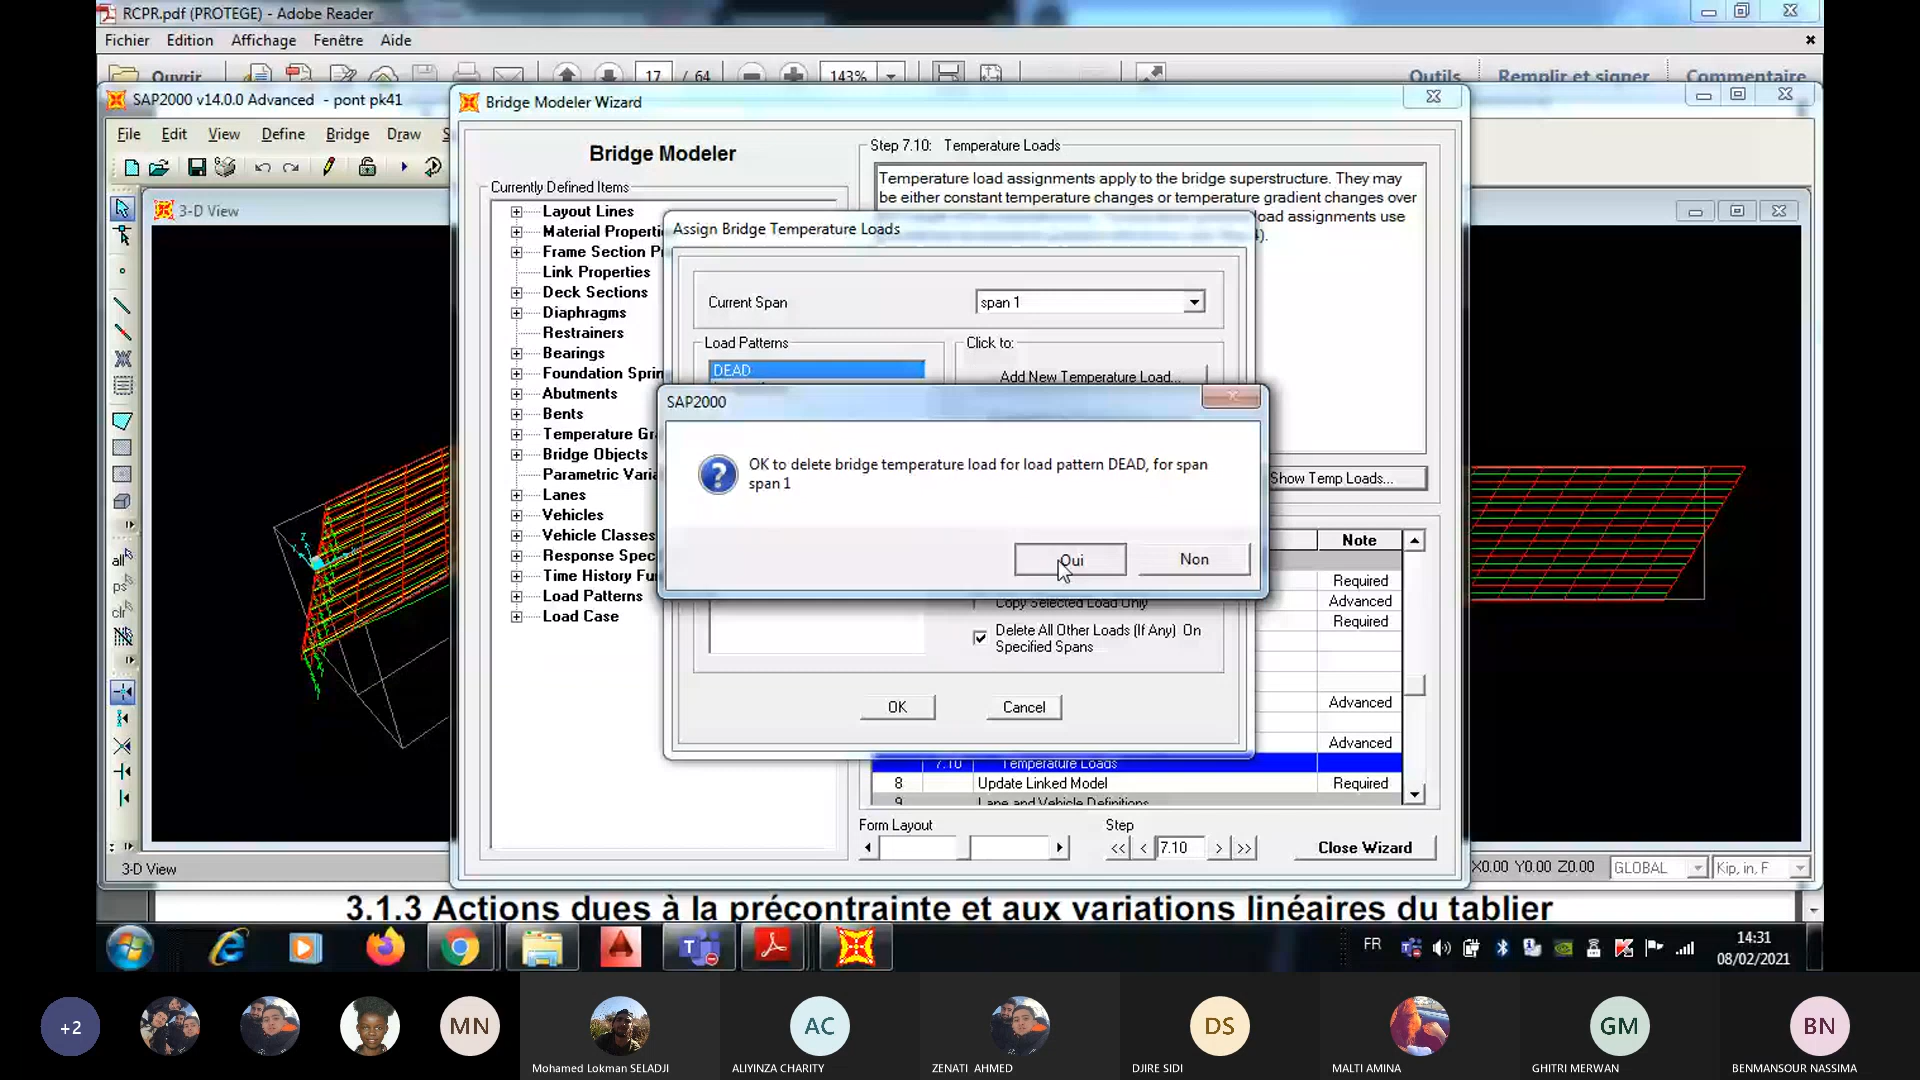 RCPR.pdf (PROTEGE) - Adobe Reader
Fichier Edition Affichage Fenêtre Aide
Ouvrir 17 / 64 143% Outils Remplir et signer Commentaire
SAP2000 v14.0.0 Advanced - pont pk41
File Edit View Define Bridge Draw
3-D View
Bridge Modeler Wizard
Bridge Modeler
Currently Defined Items
Layout Lines
Material Properti
Frame Section P
Link Properties
Deck Sections
Diaphragms
Restrainers
Bearings
Foundation Sprin
Abutments
Bents
Temperature Gr
Bridge Objects
Parametric Varia
Lanes
Vehicles
Vehicle Classes
Response Spec
Time History Fu
Load Patterns
Load Case
Step 7.10: Temperature Loads
Temperature load assignments apply to the bridge superstructure. They may
be either constant temperature changes or temperature gradient changes over
load assignments use
Assign Bridge Temperature Loads
Current Span span 1
Load Patterns
DEAD
Click to:
Add New Temperature Load...
SAP2000
OK to delete bridge temperature load for load pattern DEAD, for span
span 1
Oui Non
Copy Selected Load Only
Delete All Other Loads (If Any) On
Specified Spans
OK Cancel
Show Temp Loads...
Note
Required
Advanced
Required
Advanced
Advanced
7.10 Temperature Loads
8 Update Linked Model Required
9 Lane and Vehicle Definitions
Form Layout
Step
<< < 7.10 > >>
Close Wizard
Z
3-D View
X0.00 Y0.00 Z0.00 GLOBAL Kip, in, F
all
ps
clr
3.1.3 Actions dues à la précontrainte et aux variations linéaires du tablier
FR
14:31
08/02/2021
+2
MN
Mohamed Lokman SELADJI
AC
ALIYINZA CHARITY
ZENATI AHMED
DS
DJIRE SIDI
MALTI AMINA
GM
GHITRI MERWAN
BN
BENMANSOUR NASSIMA